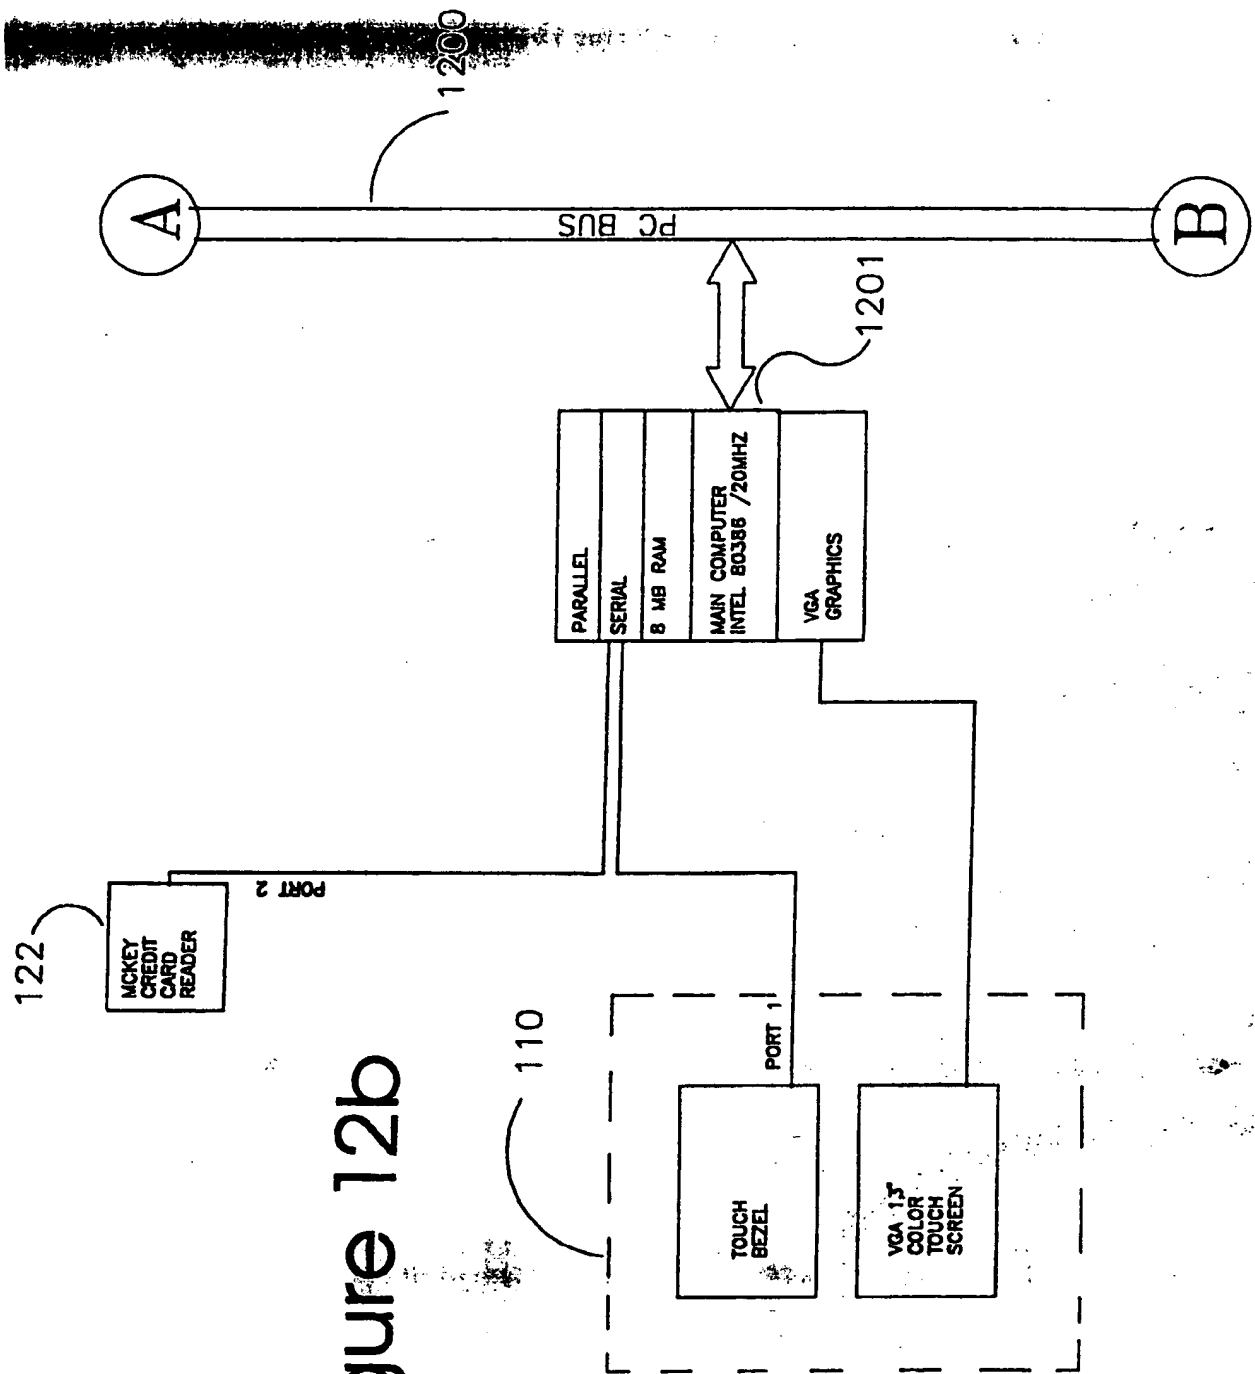 1200
A
PC BUS
B
1201
PARALLEL
SERIAL
8 MB RAM
MAIN COMPUTER
INTEL 80386 /20MHZ
VGA
GRAPHICS
122
MCKEY
CREDIT
CARD
READER
PORT 2
110
PORT 1
TOUCH
BEZEL
VGA 13"
COLOR
TOUCH
SCREEN
gure 12b